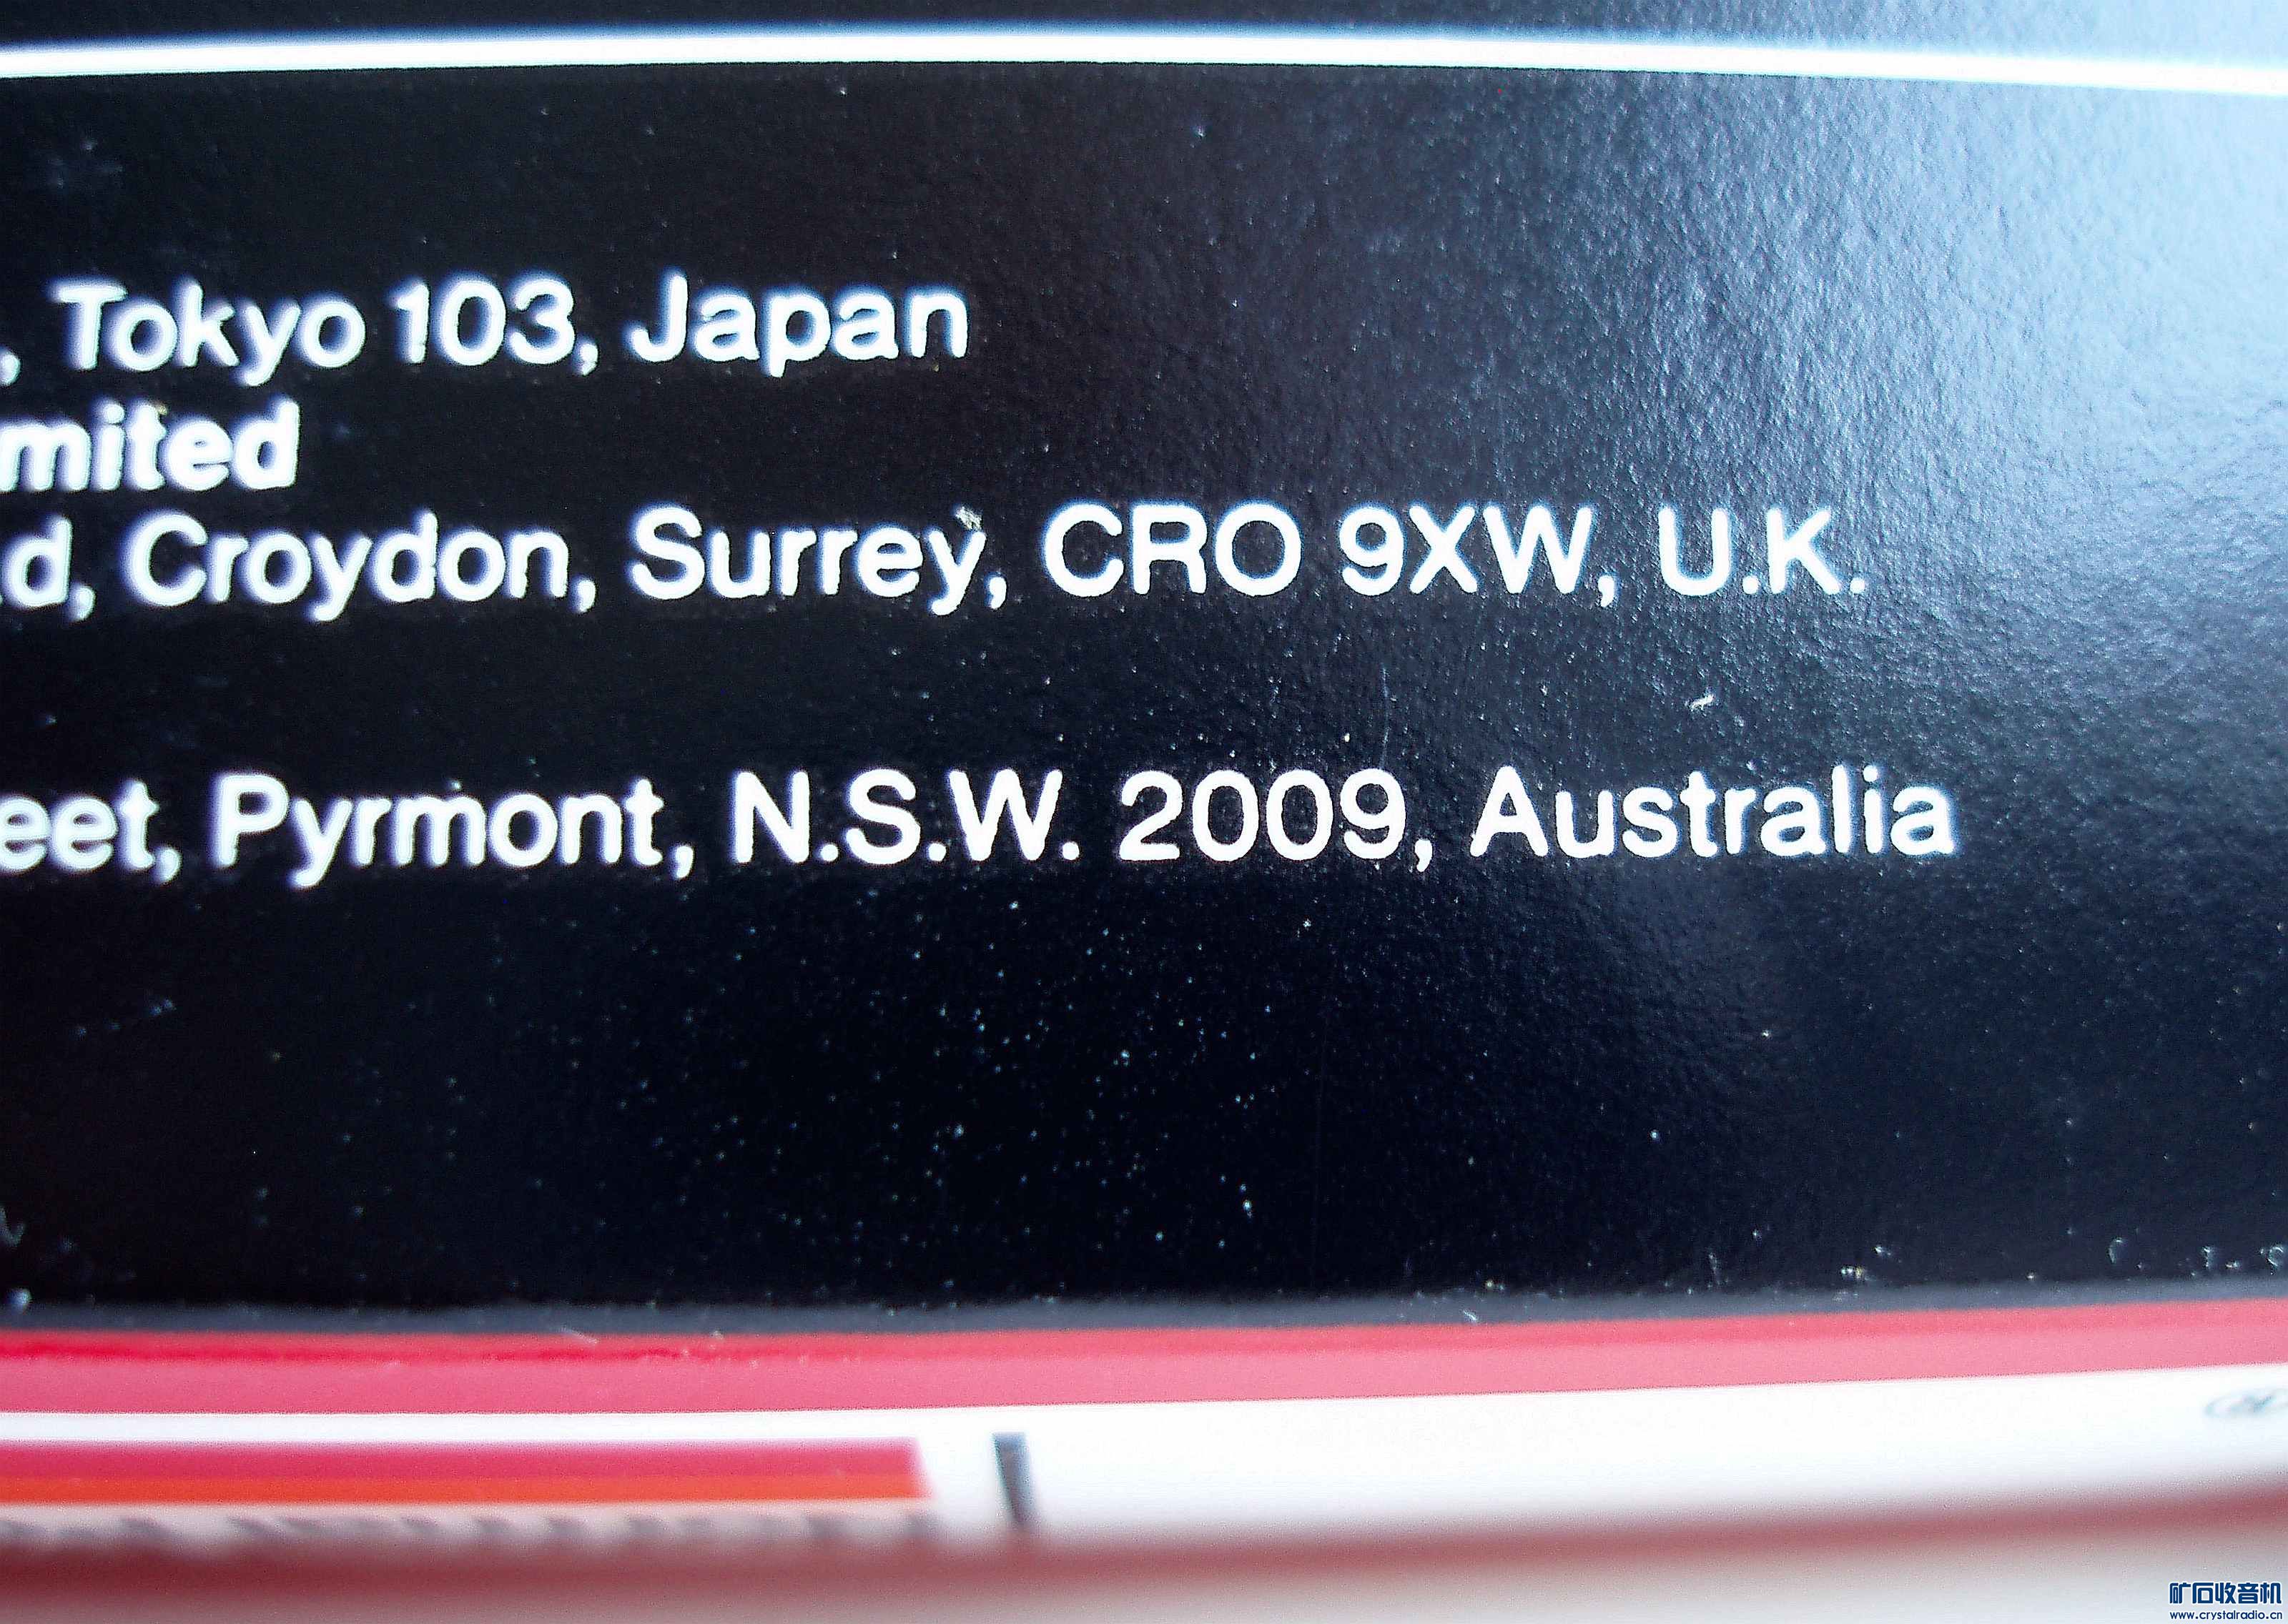 , Tokyo 103, Japan
mited
d, Croydon, Surrey, CRO 9XW, U.K.
eet, Pyrmont, N.S.W. 2009, Australia
矿石收音机
www.crystalradio.cn